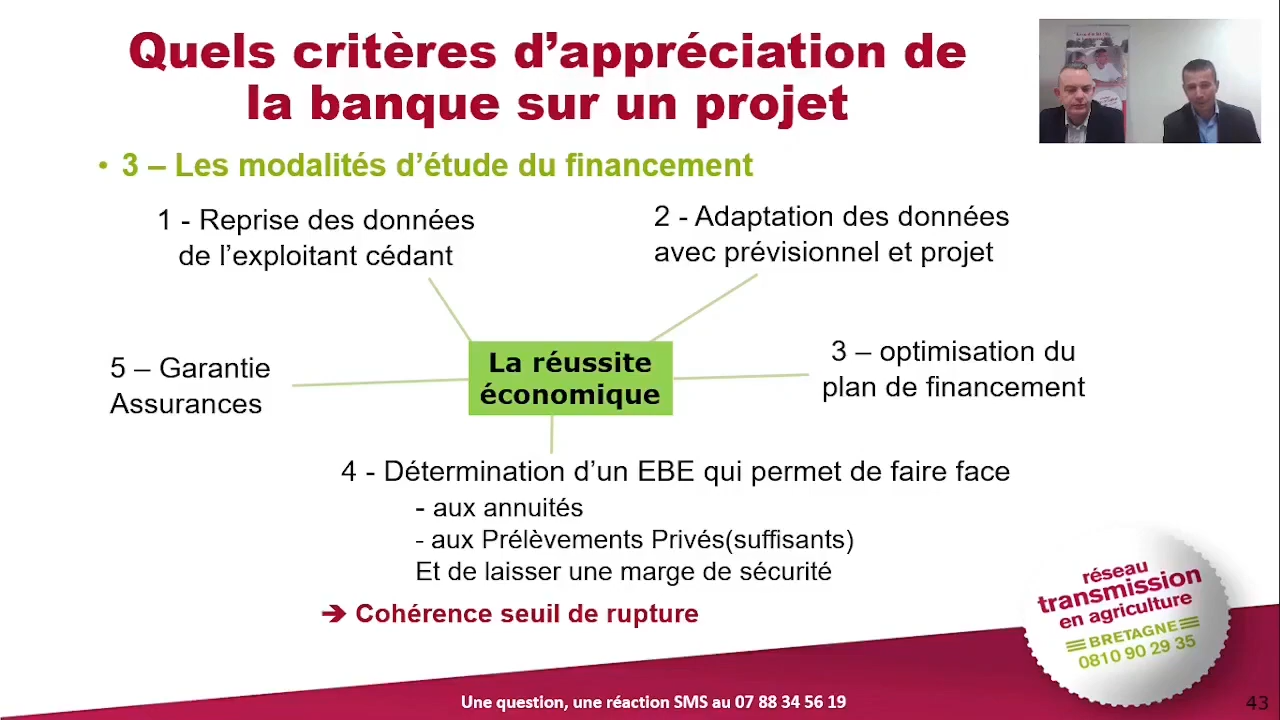 Quels critères d’appréciation de
la banque sur un projet
• 3 – Les modalités d’étude du financement
1 - Reprise des données
de l’exploitant cédant
2 - Adaptation des données
avec prévisionnel et projet
La réussite
économique
3 – optimisation du
plan de financement
5 – Garantie
Assurances
4 - Détermination d’un EBE qui permet de faire face
- aux annuités
- aux Prélèvements Privés(suffisants)
Et de laisser une marge de sécurité
➔ Cohérence seuil de rupture
réseau
transmission
en agriculture
BRETAGNE
0810 90 29 35
Une question, une réaction SMS au 07 88 34 56 19
43